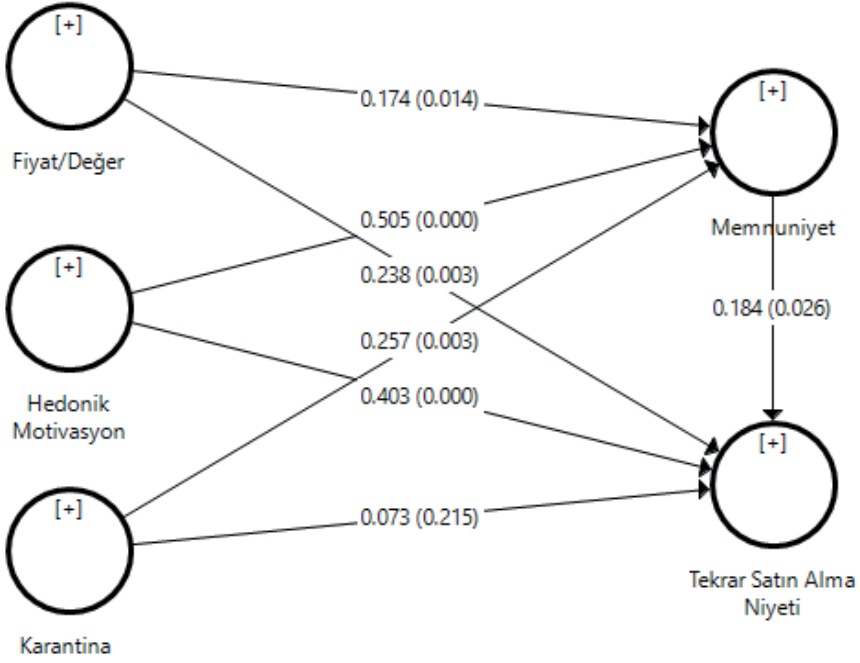 [+]
Fiyat/Değer
[+]
Hedonik
Motivasyon
[+]
Karantina
0.174 (0.014)
0.505 (0.000)
0.238 (0.003)
0.257 (0.003)
0.403 (0.000)
0.073 (0.215)
[+]
Memnuniyet
0.184 (0.026)
[+]
Tekrar Satın Alma
Niyeti